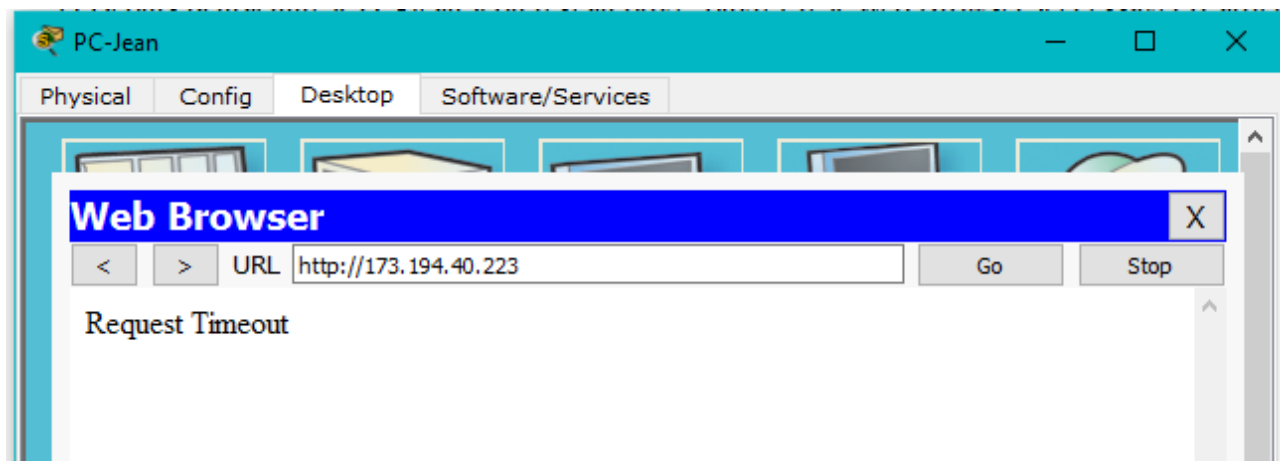 PC-Jean
Physical Config Desktop Software/Services
Web Browser X
< > URL http://173.194.40.223 Go Stop
Request Timeout